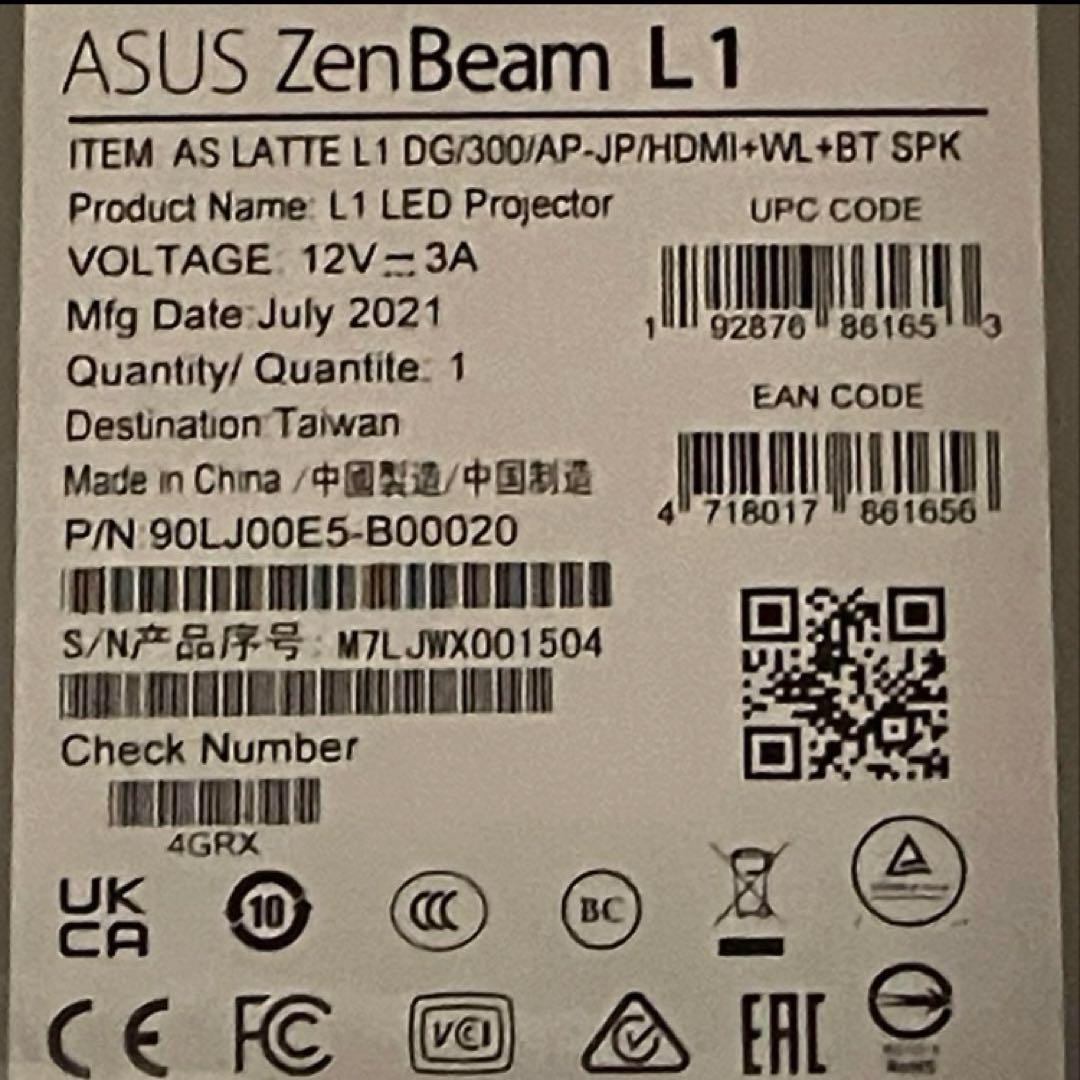 ASUS ZenBeam L1
ITEM AS LATTE L1 DG/300/AP-JP/HDMI+WL+BT SPK
Product Name: L1 LED Projector
UPC CODE
VOLTAGE: 12V⎓3A
1 92876 86165 3
Mfg Date:July 2021
Quantity/ Quantite: 1
EAN CODE
Destination:Taiwan
Made in China /中國製造/中国制造
4 718017 861656
P/N:90LJ00E5-B00020
S/N产品序号: M7LJWX001504
Check Number
4GRX
UK
CA
10
CCC
BC
CE
FC
VCCI
EAC